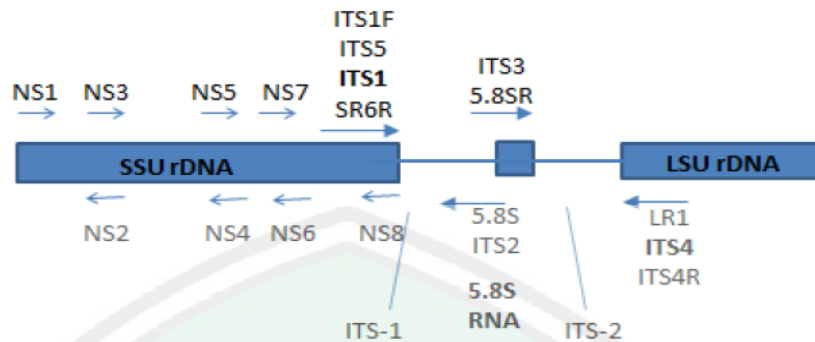 ITS1F
ITS5
ITS1
SR6R
ITS3
5.8SR
NS1
NS3
NS5
NS7
SSU rDNA
LSU rDNA
NS2
NS4
NS6
NS8
5.8S
ITS2
LR1
ITS4
ITS4R
ITS-1
5.8S
RNA
ITS-2